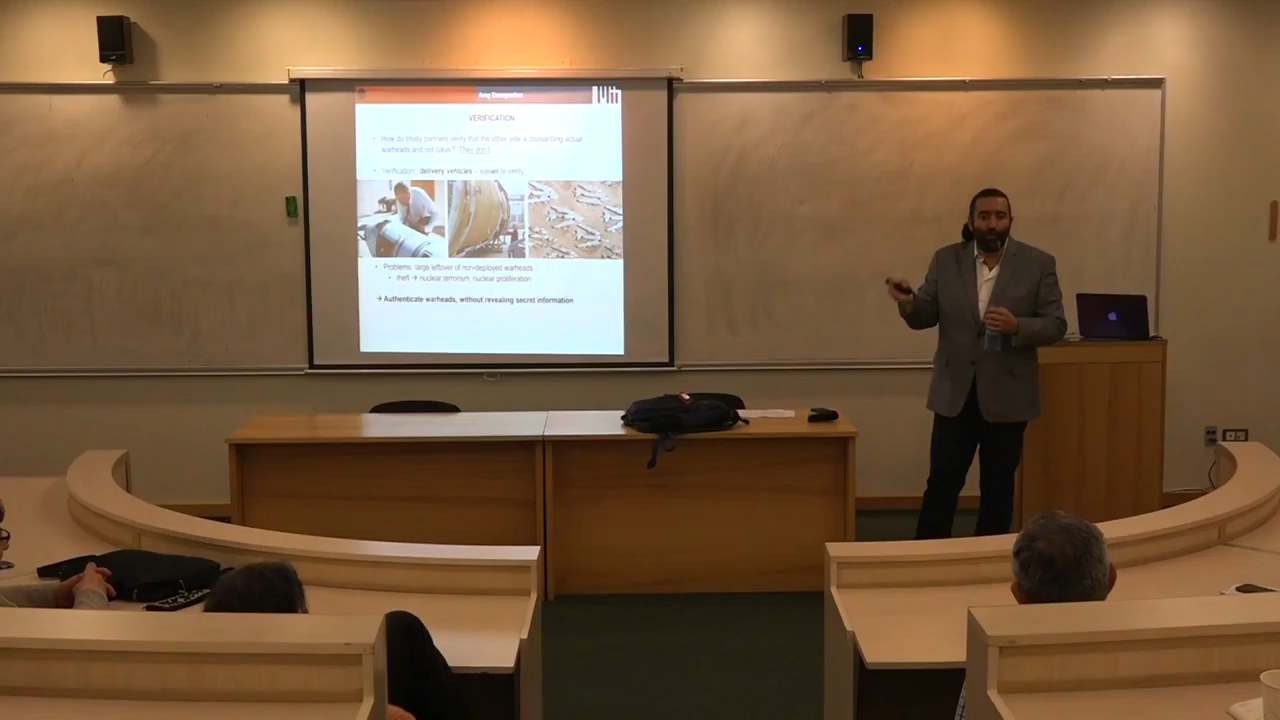 Areg Danagoulian
VERIFICATION
• How do treaty partners verify that the other side is dismantling actual
warheads and not fakes? They don't
• Verification: delivery vehicles – easier to verify
• Problems: large leftover of non-deployed warheads
• theft → nuclear terrorism, nuclear proliferation
→ Authenticate warheads, without revealing secret information